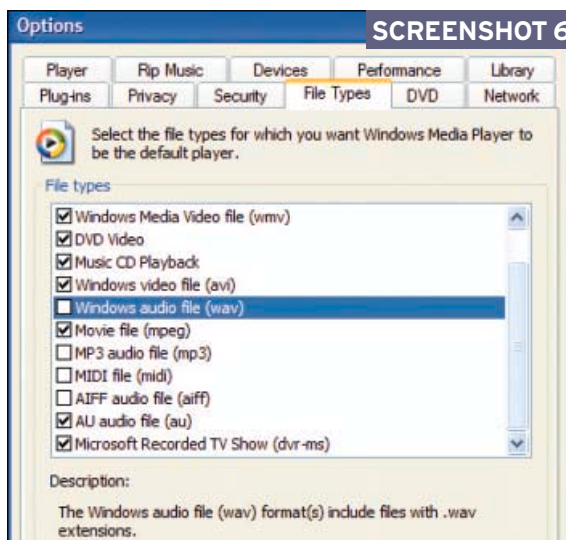 Options
SCREENSHOT 6
Player Rip Music Devices Performance Library
Plug-ins Privacy Security File Types DVD Network
Select the file types for which you want Windows Media Player to
be the default player.
File types
Windows Media Video file (wmv)
DVD Video
Music CD Playback
Windows video file (avi)
Windows audio file (wav)
Movie file (mpeg)
MP3 audio file (mp3)
MIDI file (midi)
AIFF audio file (aiff)
AU audio file (au)
Microsoft Recorded TV Show (dvr-ms)
Description:
The Windows audio file (wav) format(s) include files with .wav
extensions.